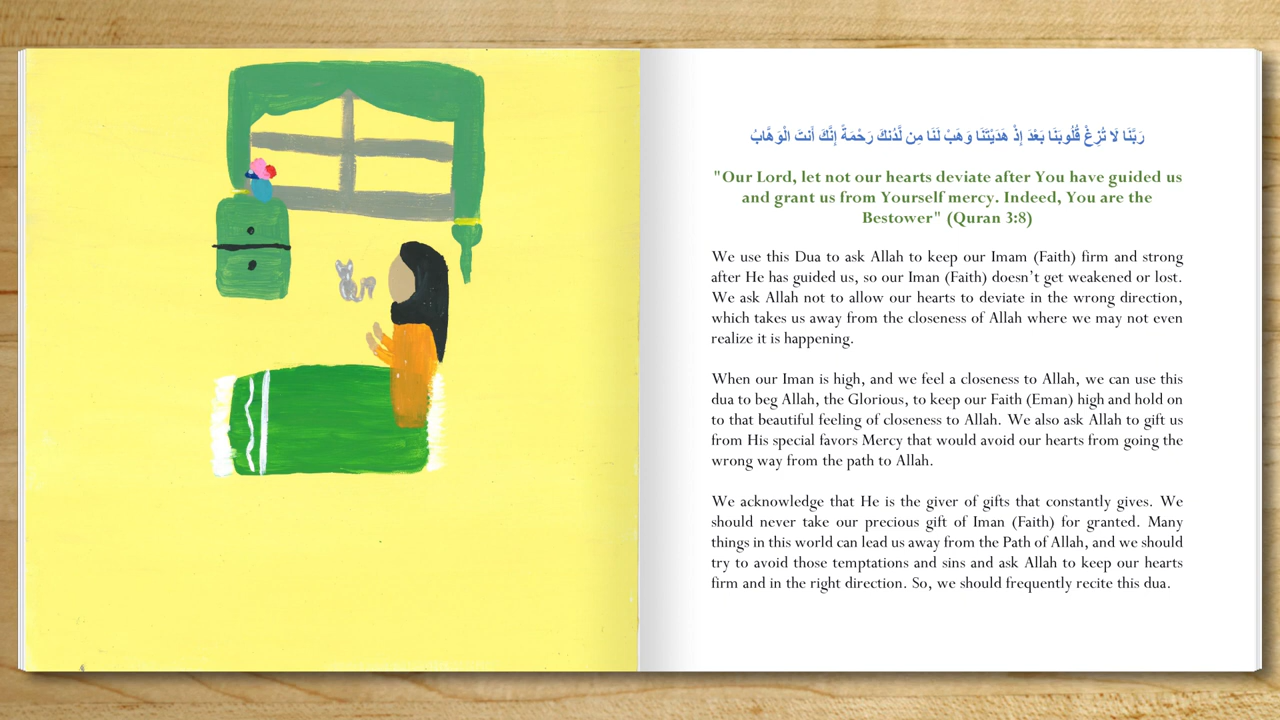 رَبَّنَا لَا تُزِغْ قُلُوبَنَا بَعْدَ إِذْ هَدَيْتَنَا وَهَبْ لَنَا مِن لَّدُنكَ رَحْمَةً إِنَّكَ أَنتَ الْوَهَّابُ
"Our Lord, let not our hearts deviate after You have guided us
and grant us from Yourself mercy. Indeed, You are the
Bestower" (Quran 3:8)
We use this Dua to ask Allah to keep our Imam (Faith) firm and strong
after He has guided us, so our Iman (Faith) doesn’t get weakened or lost.
We ask Allah not to allow our hearts to deviate in the wrong direction,
which takes us away from the closeness of Allah where we may not even
realize it is happening.
When our Iman is high, and we feel a closeness to Allah, we can use this
dua to beg Allah, the Glorious, to keep our Faith (Eman) high and hold on
to that beautiful feeling of closeness to Allah. We also ask Allah to gift us
from His special favors Mercy that would avoid our hearts from going the
wrong way from the path to Allah.
We acknowledge that He is the giver of gifts that constantly gives. We
should never take our precious gift of Iman (Faith) for granted. Many
things in this world can lead us away from the Path of Allah, and we should
try to avoid those temptations and sins and ask Allah to keep our hearts
firm and in the right direction. So, we should frequently recite this dua.